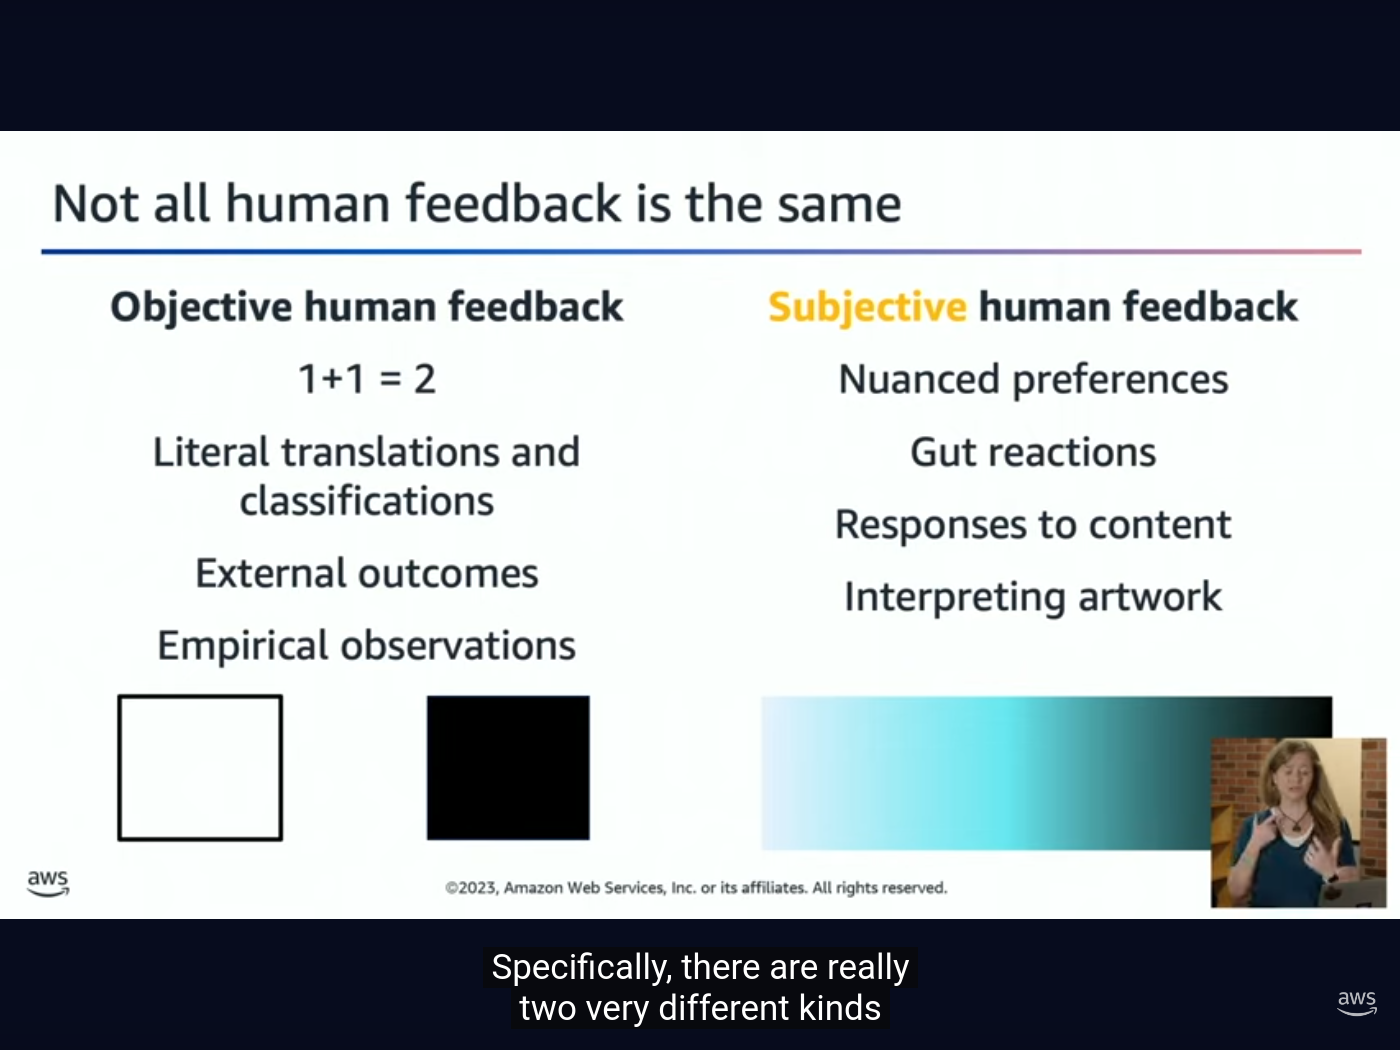 Not all human feedback is the same
Objective human feedback
1+1 = 2
Literal translations and
classifications
External outcomes
Empirical observations
Subjective human feedback
Nuanced preferences
Gut reactions
Responses to content
Interpreting artwork
aws
©2023, Amazon Web Services, Inc. or its affiliates. All rights reserved.
Specifically, there are really
two very different kinds
aws